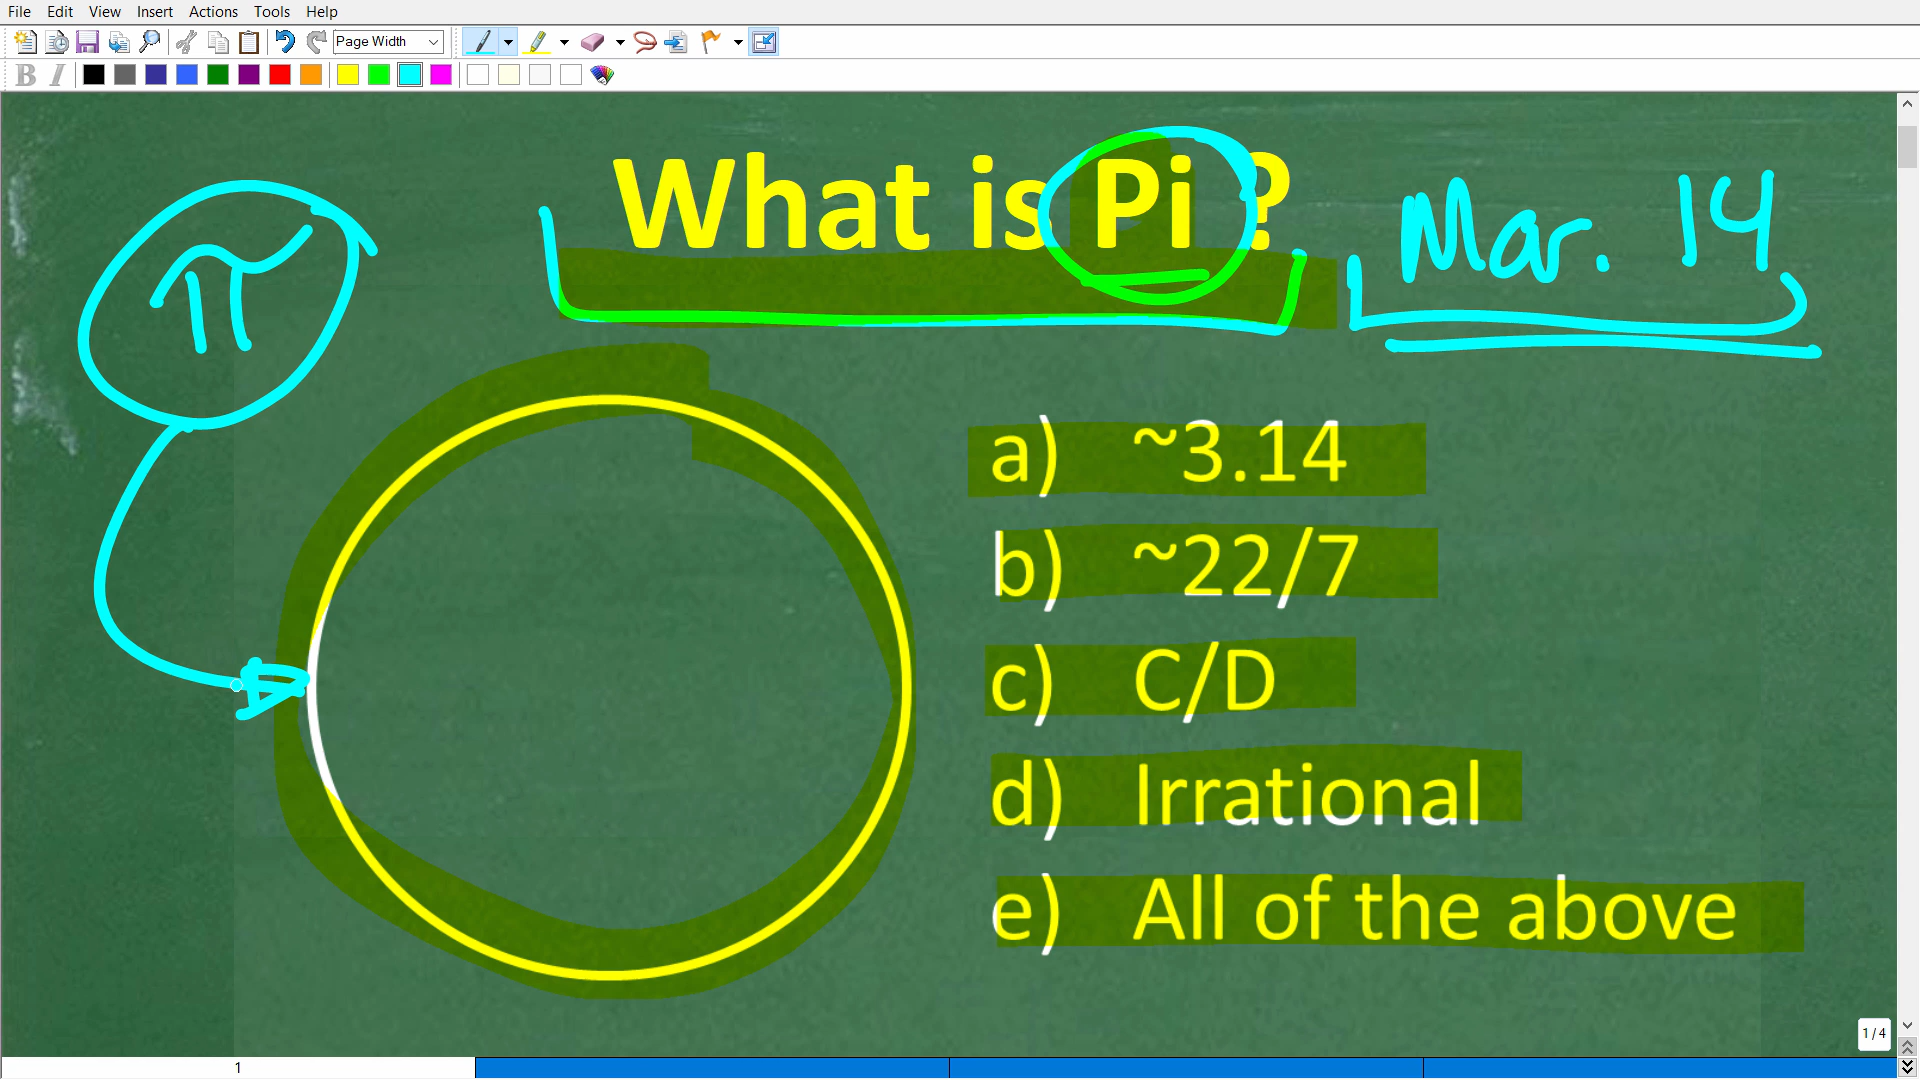 File Edit View Insert Actions Tools Help
Page Width
B I
What is Pi ?
Mar. 14
π
a) ~3.14
b) ~22/7
c) C/D
d) Irrational
e) All of the above
1 / 4
1